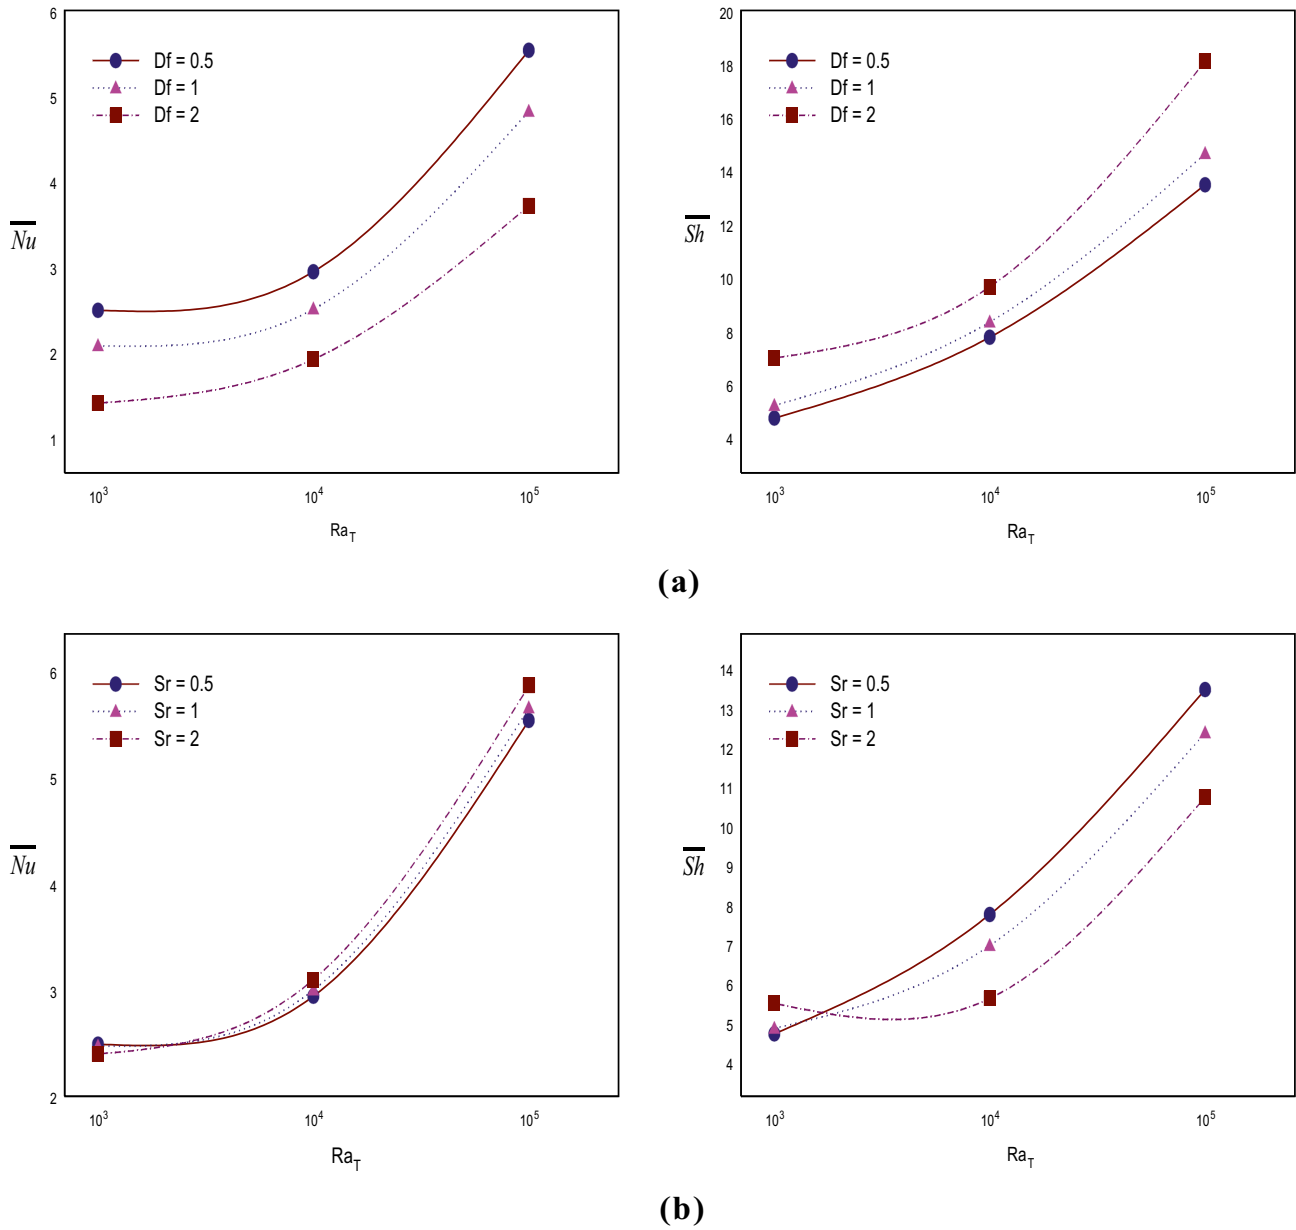 6
5
4
3
2
1
Nu
Df = 0.5
Df = 1
Df = 2
10³ 10⁴ 10⁵
Ra_T
20
18
16
14
12
10
8
6
4
Sh
Df = 0.5
Df = 1
Df = 2
10³ 10⁴ 10⁵
Ra_T
(a)
6
5
4
3
2
Nu
Sr = 0.5
Sr = 1
Sr = 2
10³ 10⁴ 10⁵
Ra_T
14
13
12
11
10
9
8
7
6
5
4
Sh
Sr = 0.5
Sr = 1
Sr = 2
10³ 10⁴ 10⁵
Ra_T
(b)